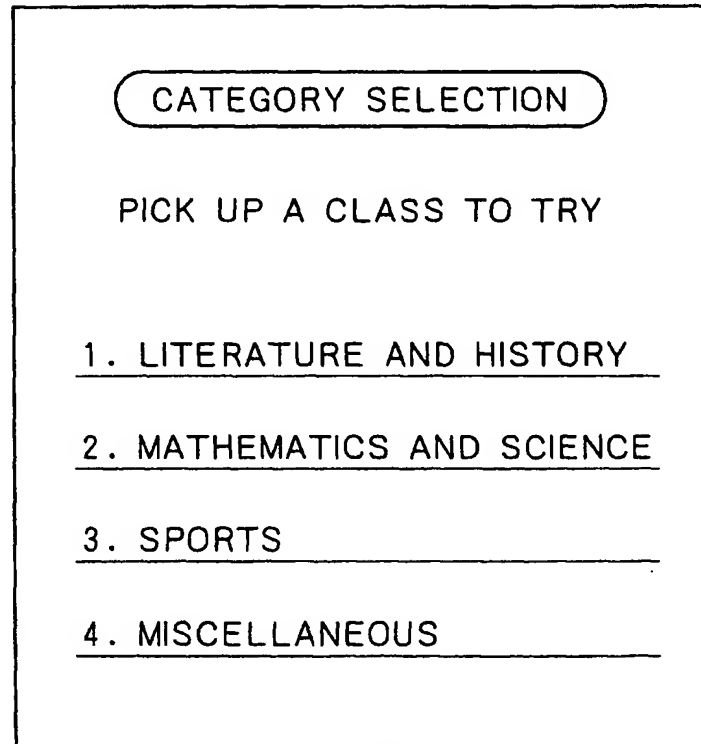 CATEGORY SELECTION
PICK UP A CLASS TO TRY
1. LITERATURE AND HISTORY
2. MATHEMATICS AND SCIENCE
3. SPORTS
4. MISCELLANEOUS